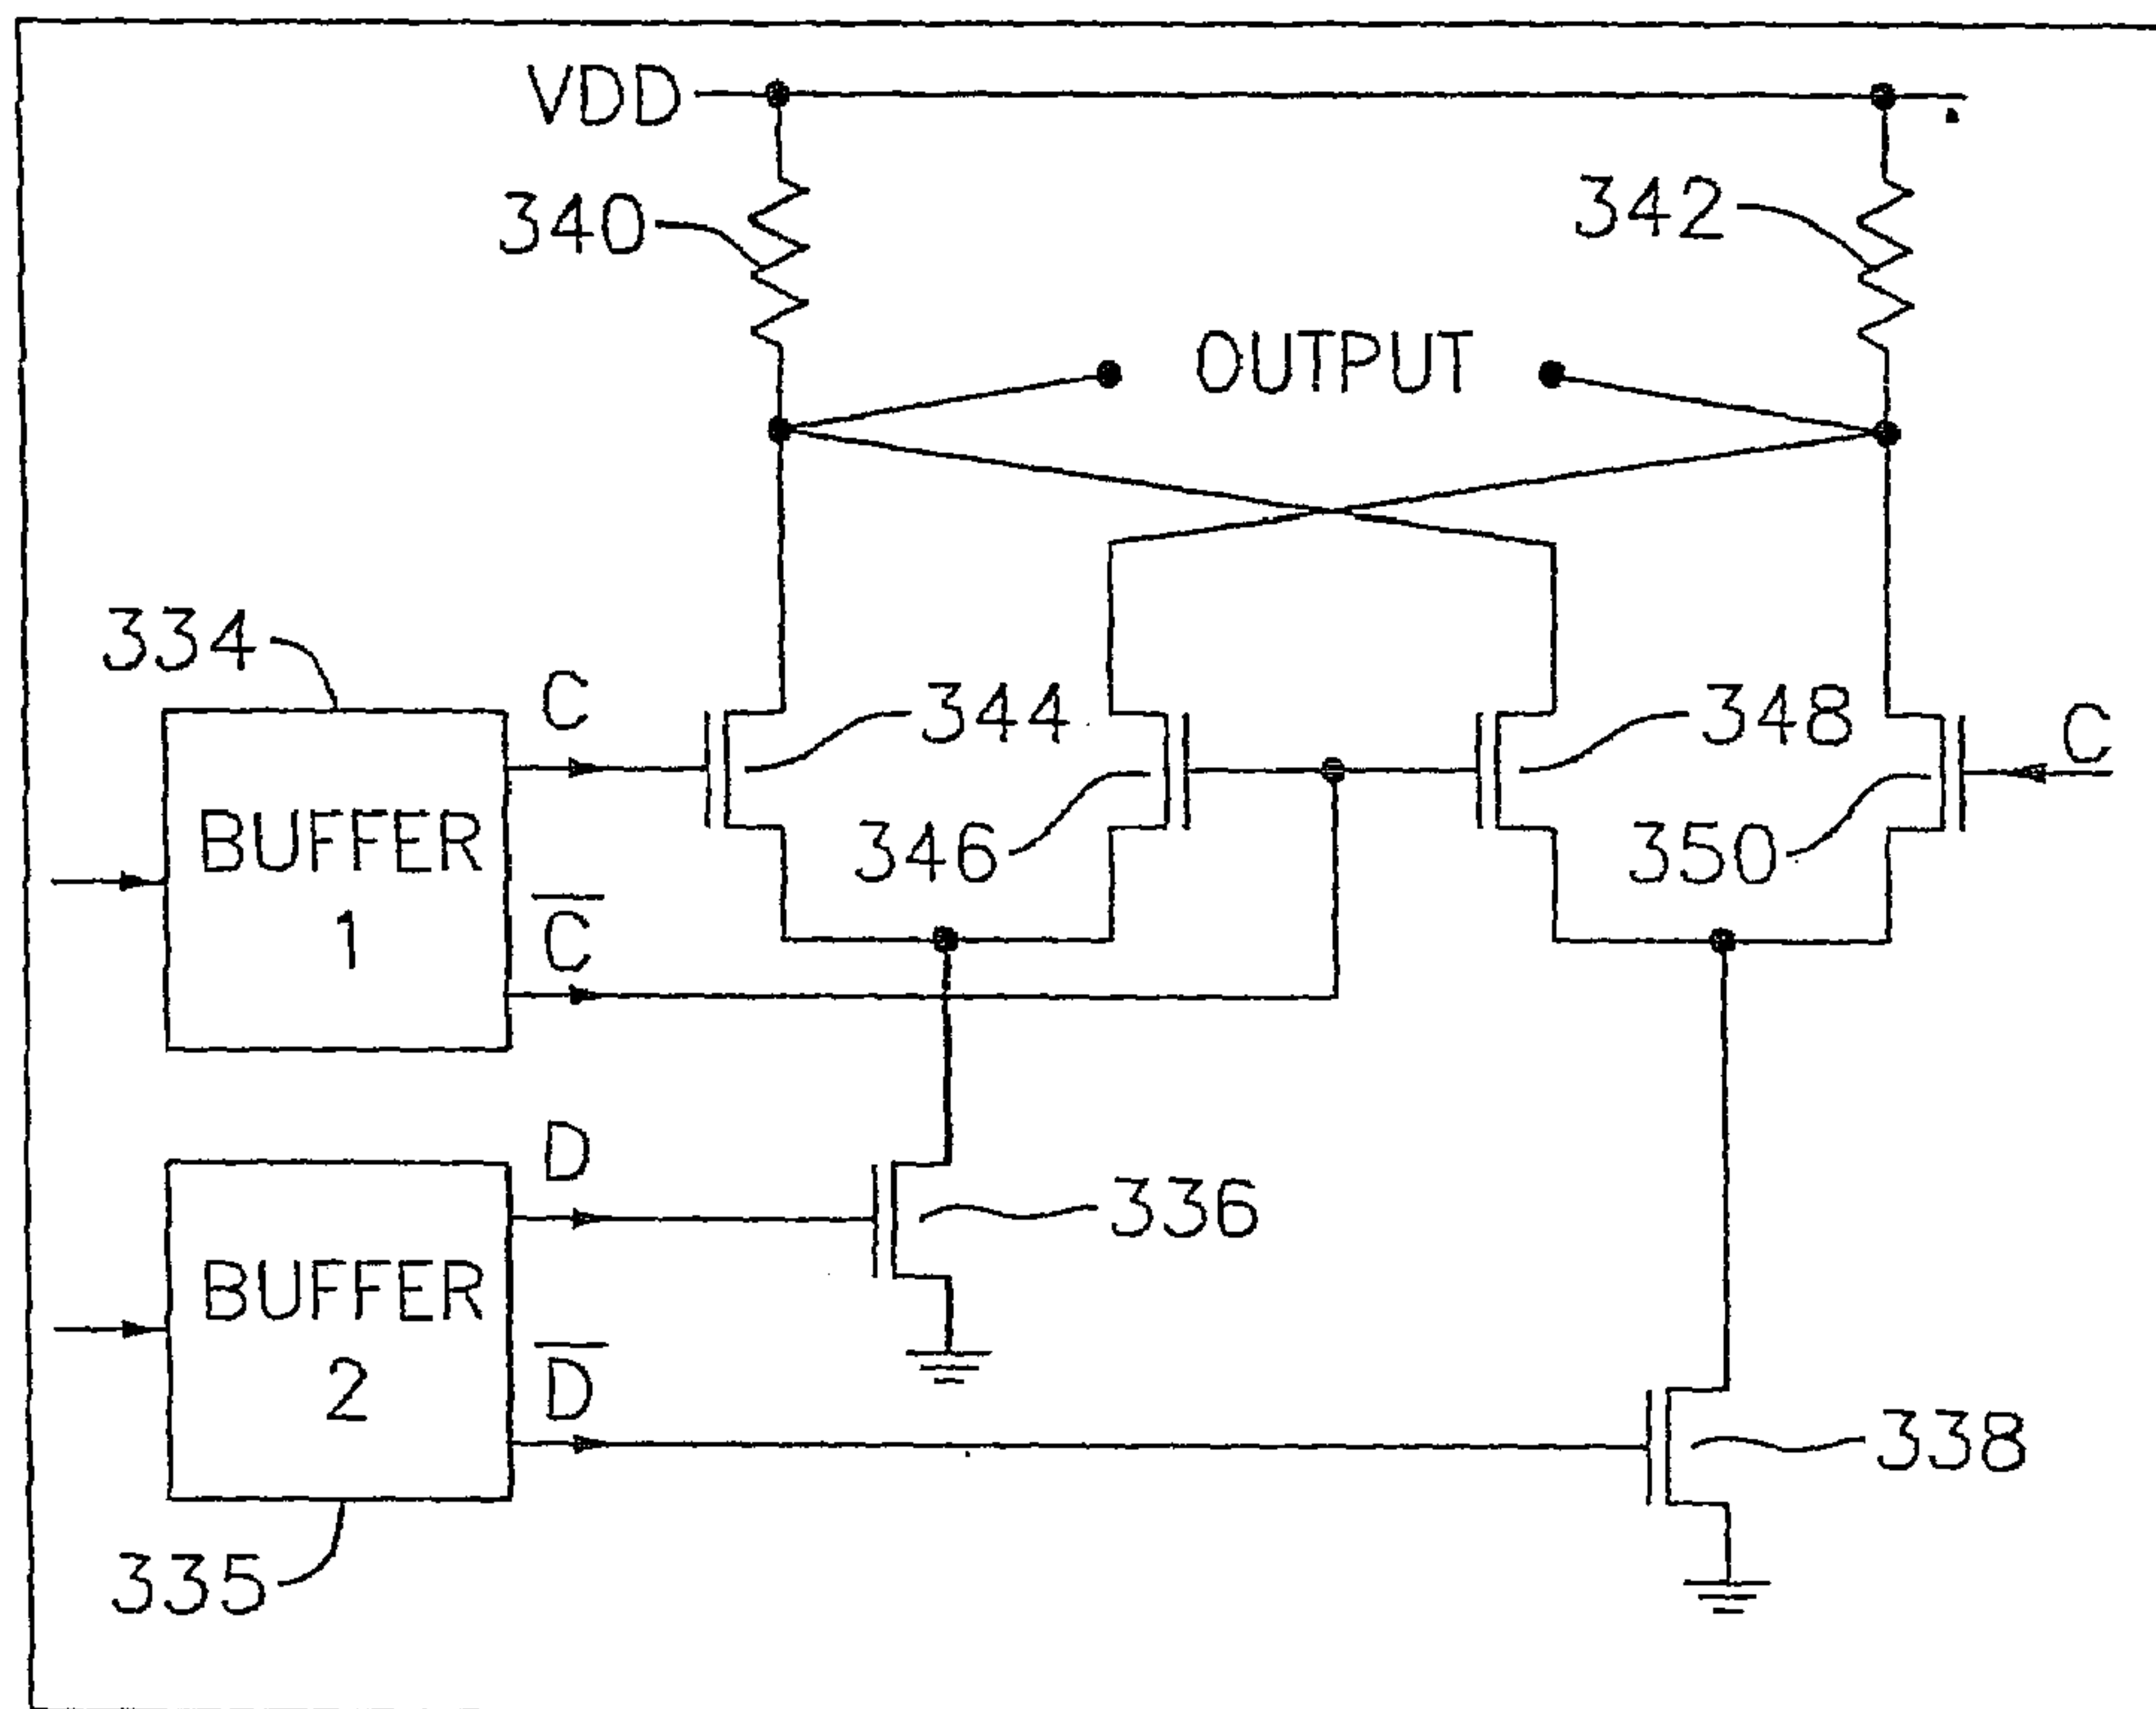 VDD
340
342
OUTPUT
334
C
344
348
C
346
350
BUFFER
1
C̅
D
336
BUFFER
2
D̅
338
335